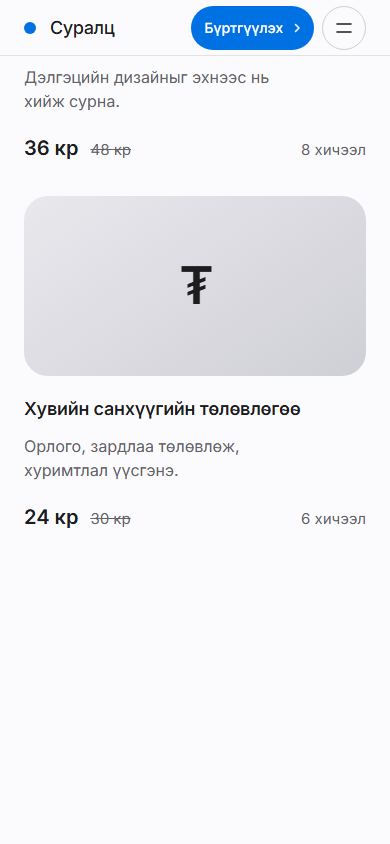 Суралц
Бүртгүүлэх
Дэлгэцийн дизайныг эхнээс нь
хийж сурна.
36 кр 48 кр 8 хичээл
₮
Хувийн санхүүгийн төлөвлөгөө
Орлого, зардлаа төлөвлөж,
хуримтлал үүсгэнэ.
24 кр 30 кр 6 хичээл